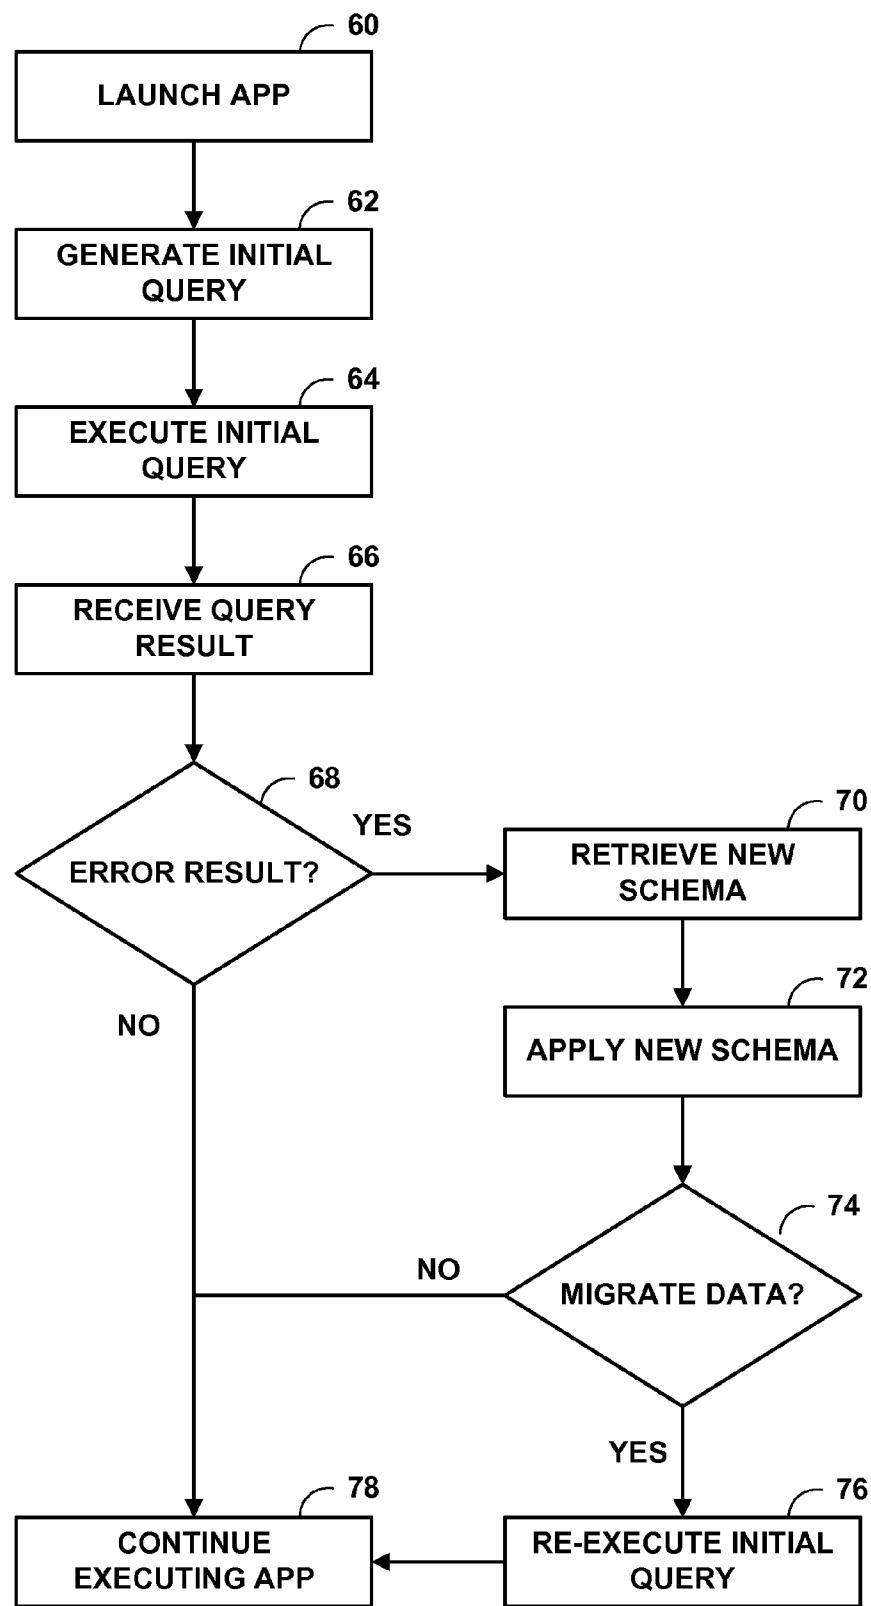 60
LAUNCH APP
62
GENERATE INITIAL
QUERY
64
EXECUTE INITIAL
QUERY
66
RECEIVE QUERY
RESULT
68
ERROR RESULT?
YES
NO
70
RETRIEVE NEW
SCHEMA
72
APPLY NEW SCHEMA
74
MIGRATE DATA?
NO
YES
76
RE-EXECUTE INITIAL
QUERY
78
CONTINUE
EXECUTING APP